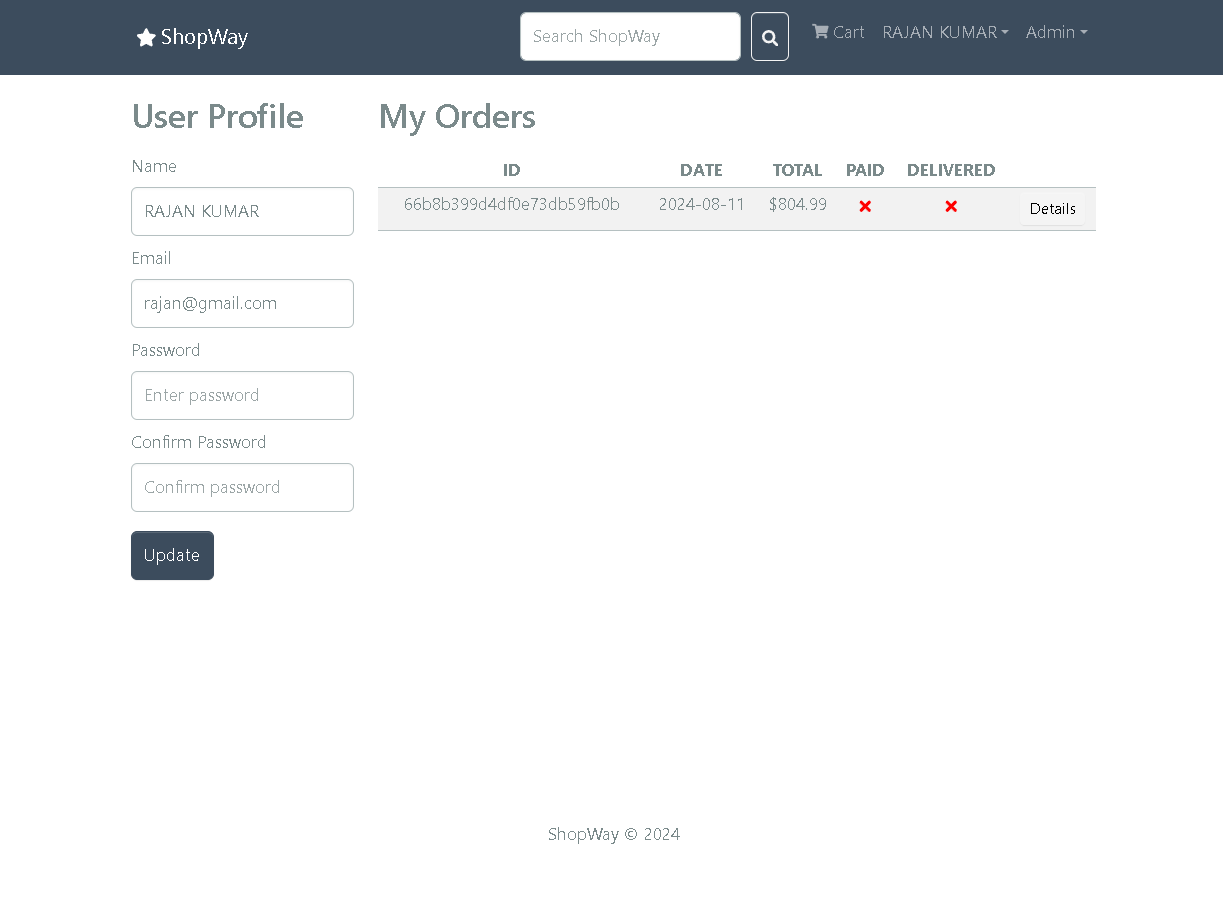 ShopWay
Search ShopWay
Cart
RAJAN KUMAR
Admin
User Profile
Name
RAJAN KUMAR
Email
rajan@gmail.com
Password
Enter password
Confirm Password
Confirm password
Update
My Orders
ID DATE TOTAL PAID DELIVERED
66b8b399d4df0e73db59fb0b 2024-08-11 $804.99 Details
ShopWay © 2024